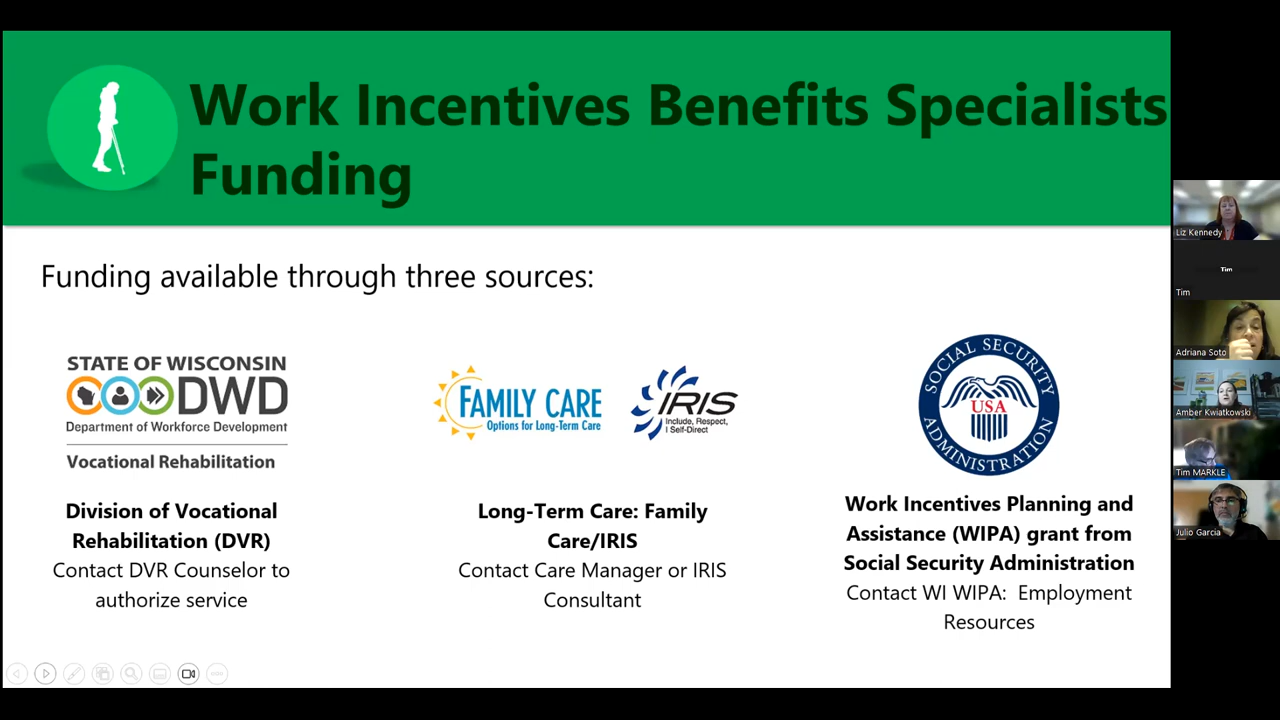 Work Incentives Benefits Specialists
Funding
Funding available through three sources:
STATE OF WISCONSIN
DWD
Department of Workforce Development
Vocational Rehabilitation
FAMILY CARE
Options for Long-Term Care
IRIS
Include, Respect,
I Self-Direct
SOCIAL SECURITY
ADMINISTRATION
USA
Division of Vocational
Rehabilitation (DVR)
Contact DVR Counselor to
authorize service
Long-Term Care: Family
Care/IRIS
Contact Care Manager or IRIS
Consultant
Work Incentives Planning and
Assistance (WIPA) grant from
Social Security Administration
Contact WI WIPA:  Employment
Resources
Liz Kennedy
Tim
Tim
Adriana Soto
Amber Kwiatkowski
Tim MARKLE
Julio Garcia